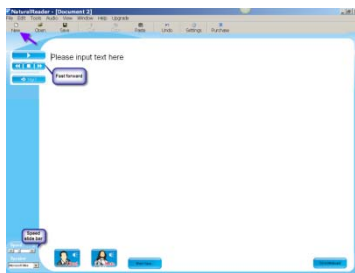 NaturalReader - [Document 2]
File Edit Tools Audio View Window Help Upgrade
New Open Save Paste Undo Settings Purchase
Please input text here
Fast forward
Speed
slide bar